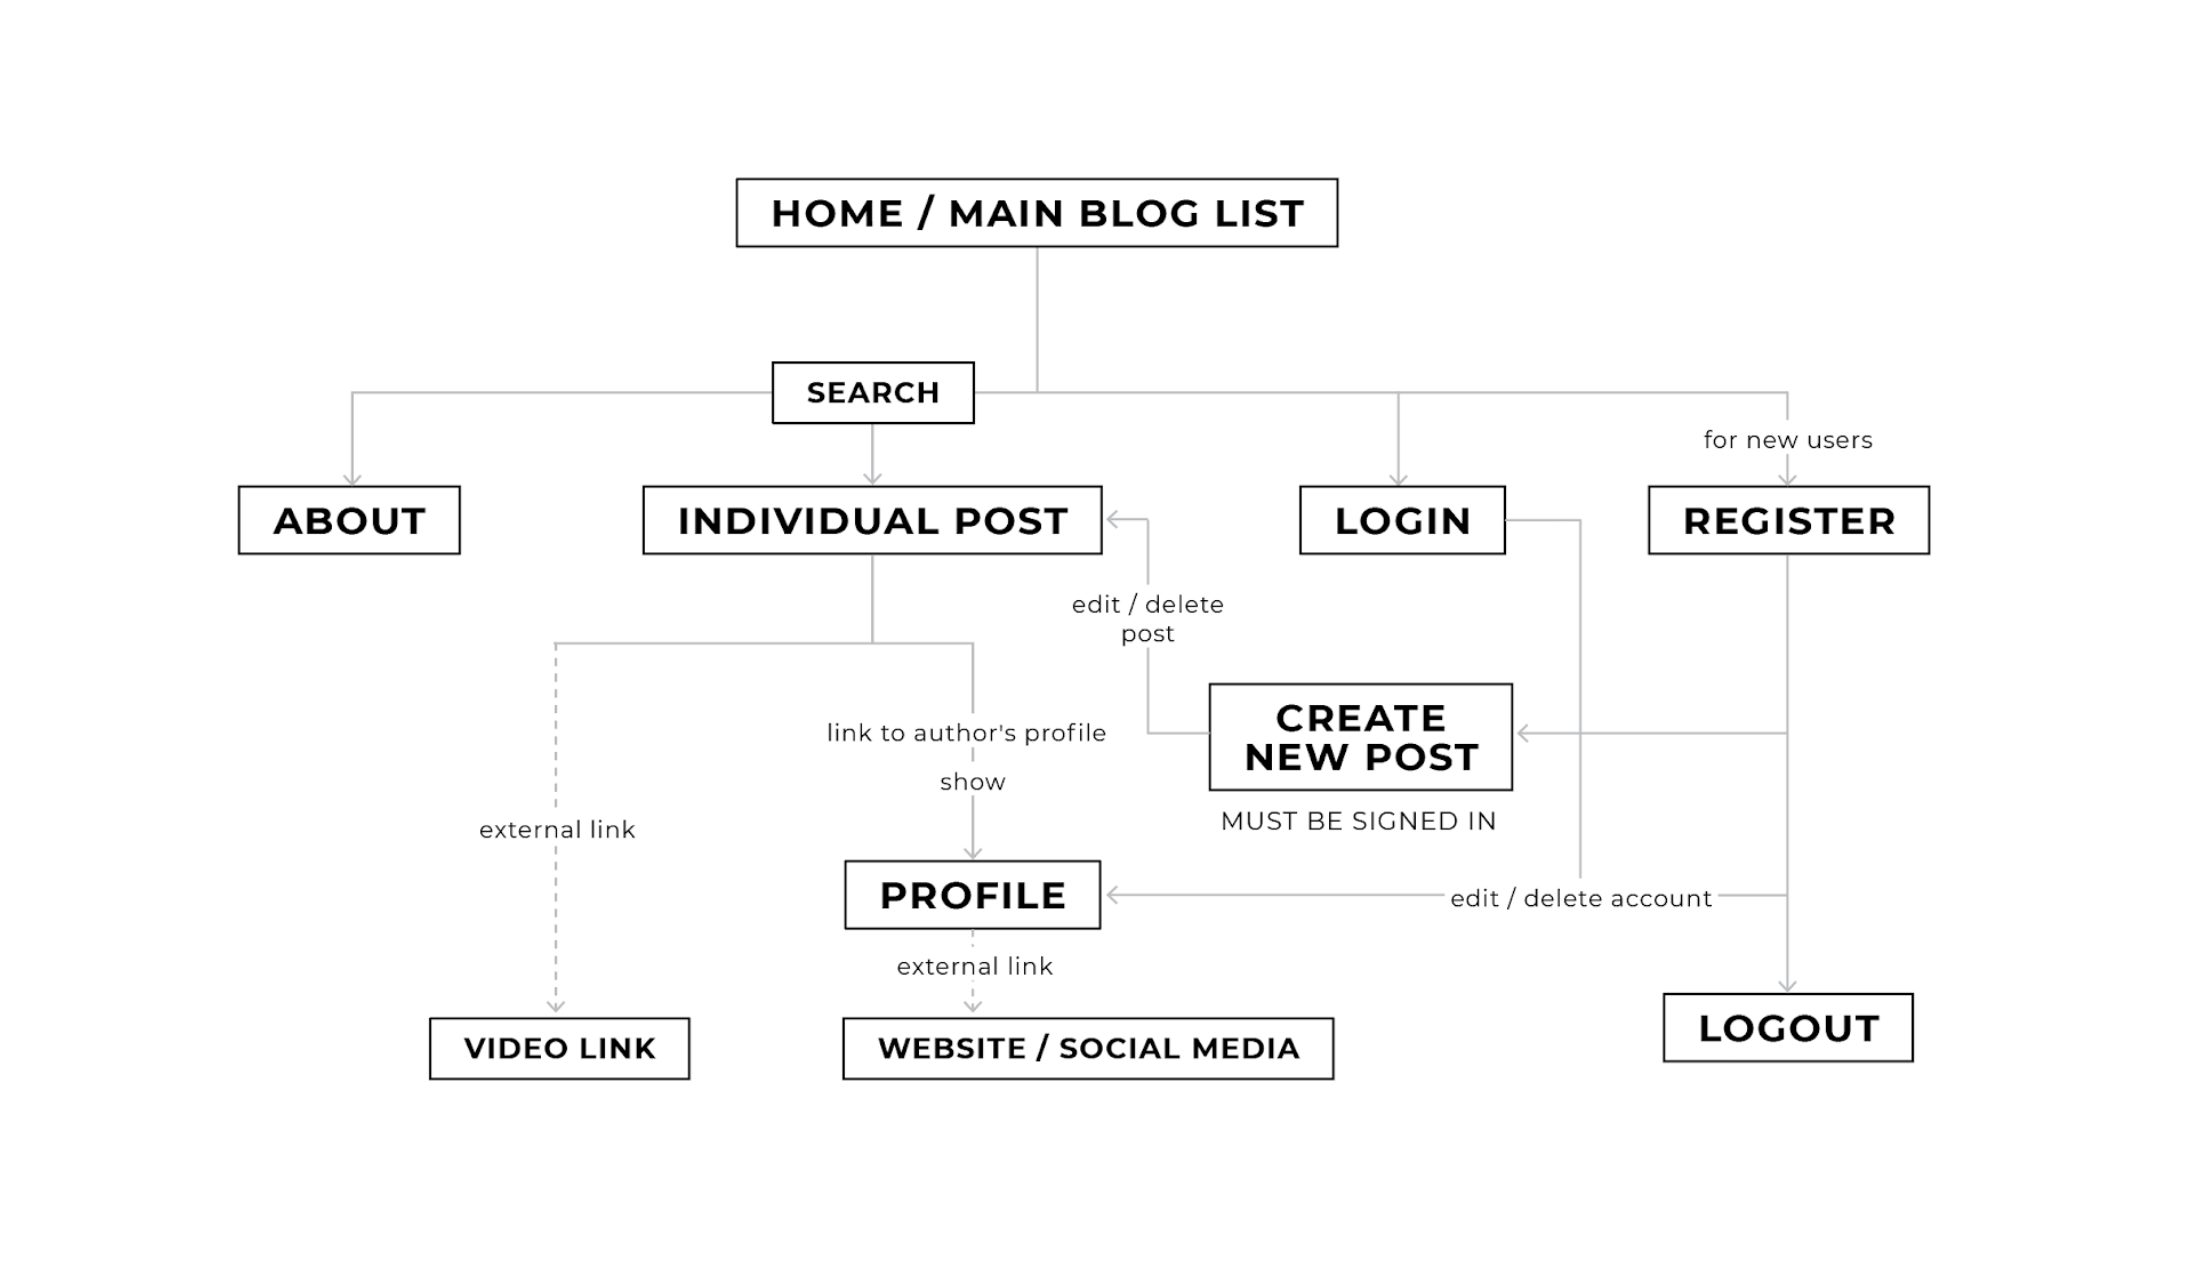 HOME / MAIN BLOG LIST
SEARCH
for new users
ABOUT
INDIVIDUAL POST
LOGIN
REGISTER
edit / delete
post
CREATE
NEW POST
MUST BE SIGNED IN
link to author's profile
show
external link
PROFILE
edit / delete account
external link
VIDEO LINK
WEBSITE / SOCIAL MEDIA
LOGOUT